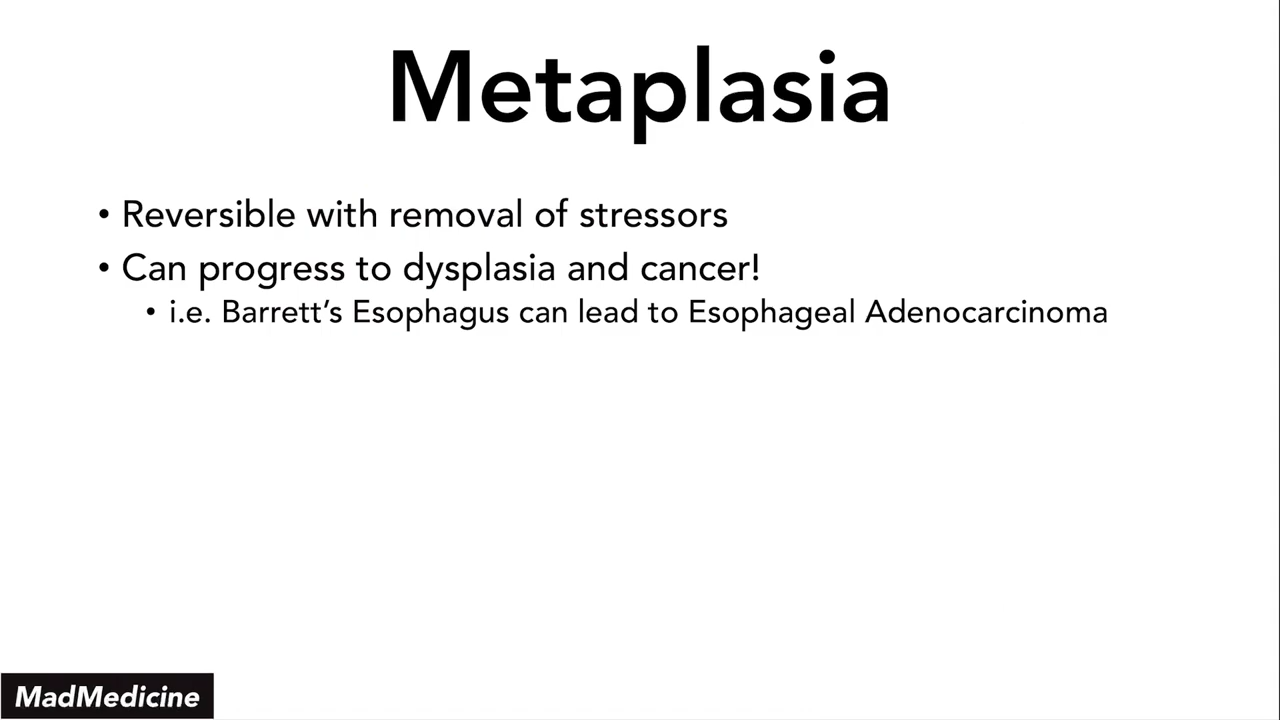 Metaplasia
• Reversible with removal of stressors
• Can progress to dysplasia and cancer!
• i.e. Barrett’s Esophagus can lead to Esophageal Adenocarcinoma
MadMedicine